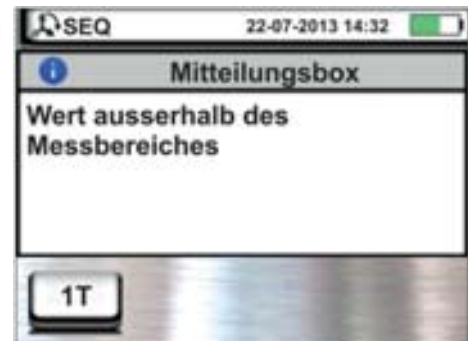 SEQ 22-07-2013 14:32
Mitteilungsbox
Wert ausserhalb des
Messbereiches
1T